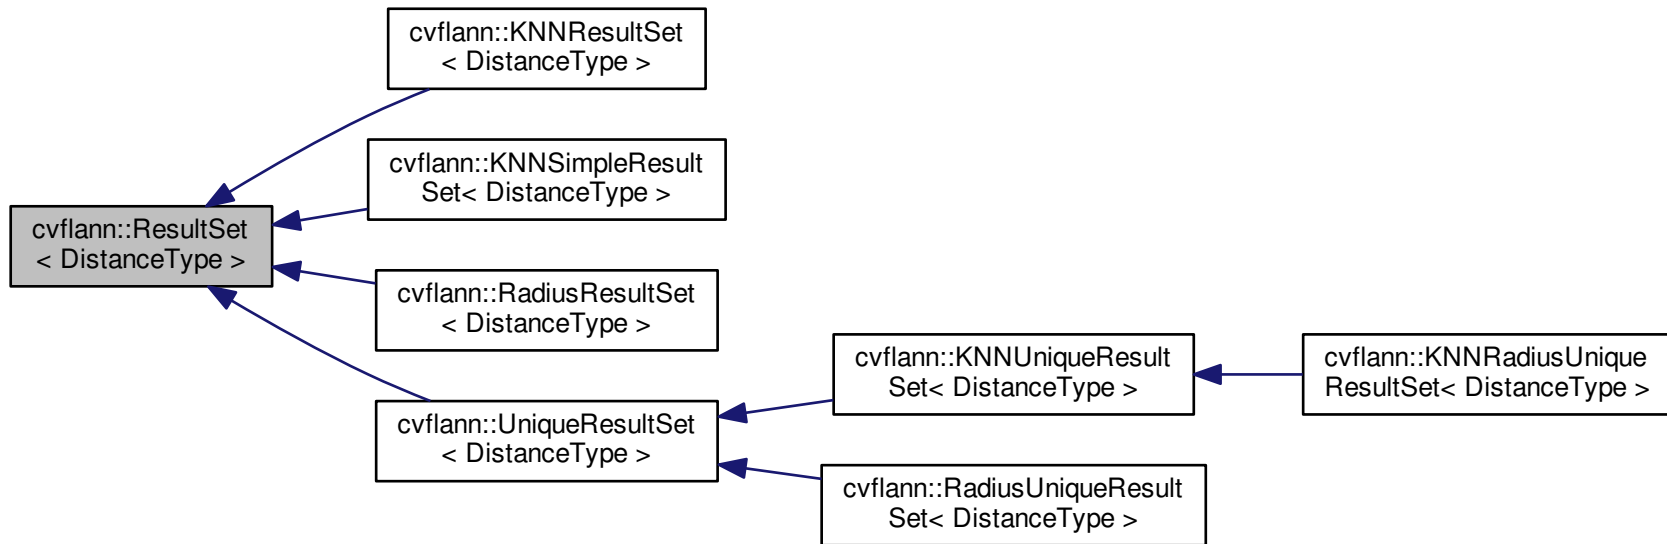 cvflann::KNNResultSet
< DistanceType >
cvflann::KNNSimpleResult
Set< DistanceType >
cvflann::ResultSet
< DistanceType >
cvflann::RadiusResultSet
< DistanceType >
cvflann::UniqueResultSet
< DistanceType >
cvflann::KNNUniqueResult
Set< DistanceType >
cvflann::RadiusUniqueResult
Set< DistanceType >
cvflann::KNNRadiusUnique
ResultSet< DistanceType >